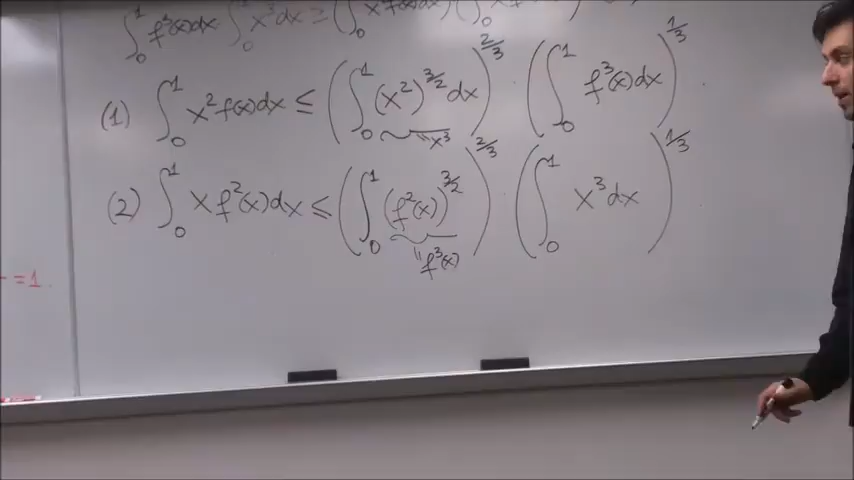 ∫₀¹ f³(x)dx · ∫₀¹ x³dx ≥ (∫₀¹ x²f(x)dx)(∫₀¹ xf
(1) ∫₀¹ x² f(x)dx ≤ (∫₀¹ (x²)^{3/2} dx)^{2/3} · (∫₀¹ f³(x)dx)^{1/3}
" x³
(2) ∫₀¹ x f²(x)dx ≤ (∫₀¹ (f²(x))^{3/2})^{2/3} · (∫₀¹ x³dx)^{1/3}
" f³(x)
=1.